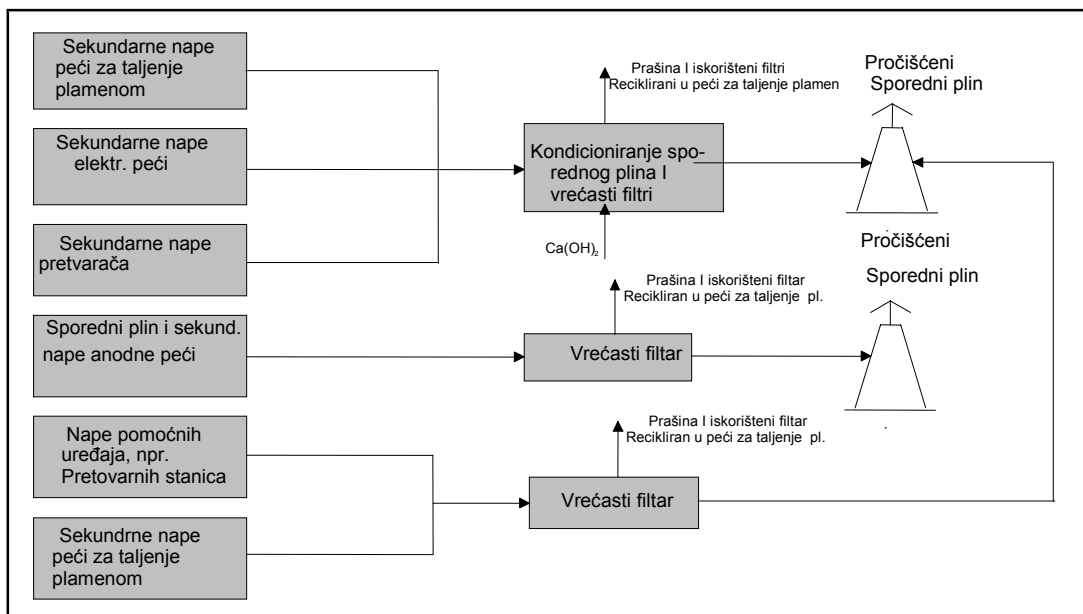 Sekundarne nape
peći za taljenje
plamenom
Sekundarne nape
elektr. peći
Sekundarne nape
pretvarača
Sporedni plin i sekund.
nape anodne peći
Nape pomoćnih
uređaja, npr.
Pretovarnih stanica
Sekundrne nape
peći za taljenje
plamenom
Prašina I iskorišteni filtri
Reciklirani u peći za taljenje plamen
Kondicioniranje spo-
rednog plina I
vrećasti filtri
Ca(OH)₂
Prašina I iskorišteni filtar
Recikliran u peći za taljenje pl.
Vrećasti filtar
Prašina I iskorišteni filtar
Recikliran u peći za taljenje pl.
Vrećasti filtar
Pročišćeni
Sporedni plin
Pročišćeni
Sporedni plin